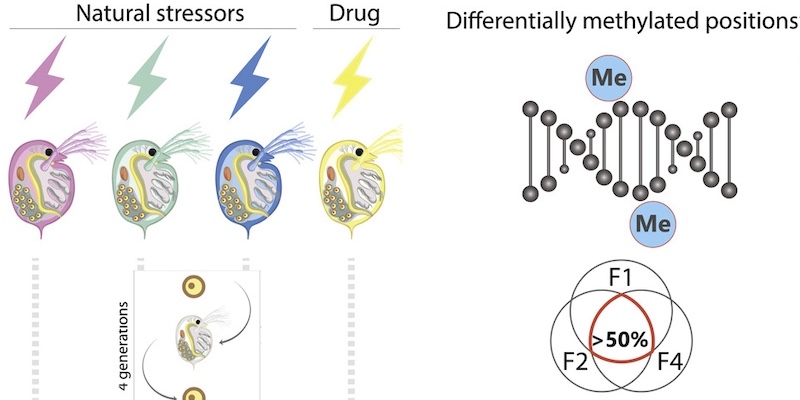 Natural stressors
Drug
Differentially methylated positions
Me
Me
4 generations
F1
>50%
F2
F4